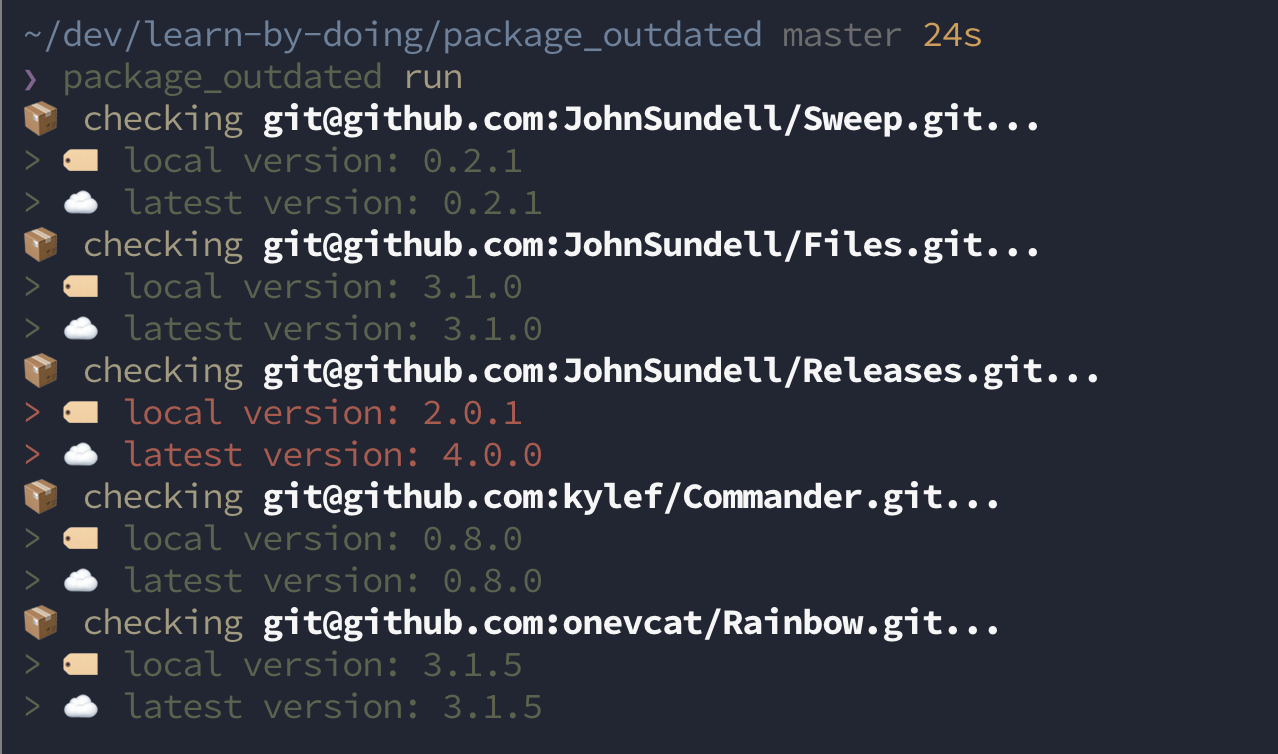 ~/dev/learn-by-doing/package_outdated master 24s
❯ package_outdated run
📦 checking git@github.com:JohnSundell/Sweep.git...
> 🏷️ local version: 0.2.1
> ☁️ latest version: 0.2.1
📦 checking git@github.com:JohnSundell/Files.git...
> 🏷️ local version: 3.1.0
> ☁️ latest version: 3.1.0
📦 checking git@github.com:JohnSundell/Releases.git...
> 🏷️ local version: 2.0.1
> ☁️ latest version: 4.0.0
📦 checking git@github.com:kylef/Commander.git...
> 🏷️ local version: 0.8.0
> ☁️ latest version: 0.8.0
📦 checking git@github.com:onevcat/Rainbow.git...
> 🏷️ local version: 3.1.5
> ☁️ latest version: 3.1.5